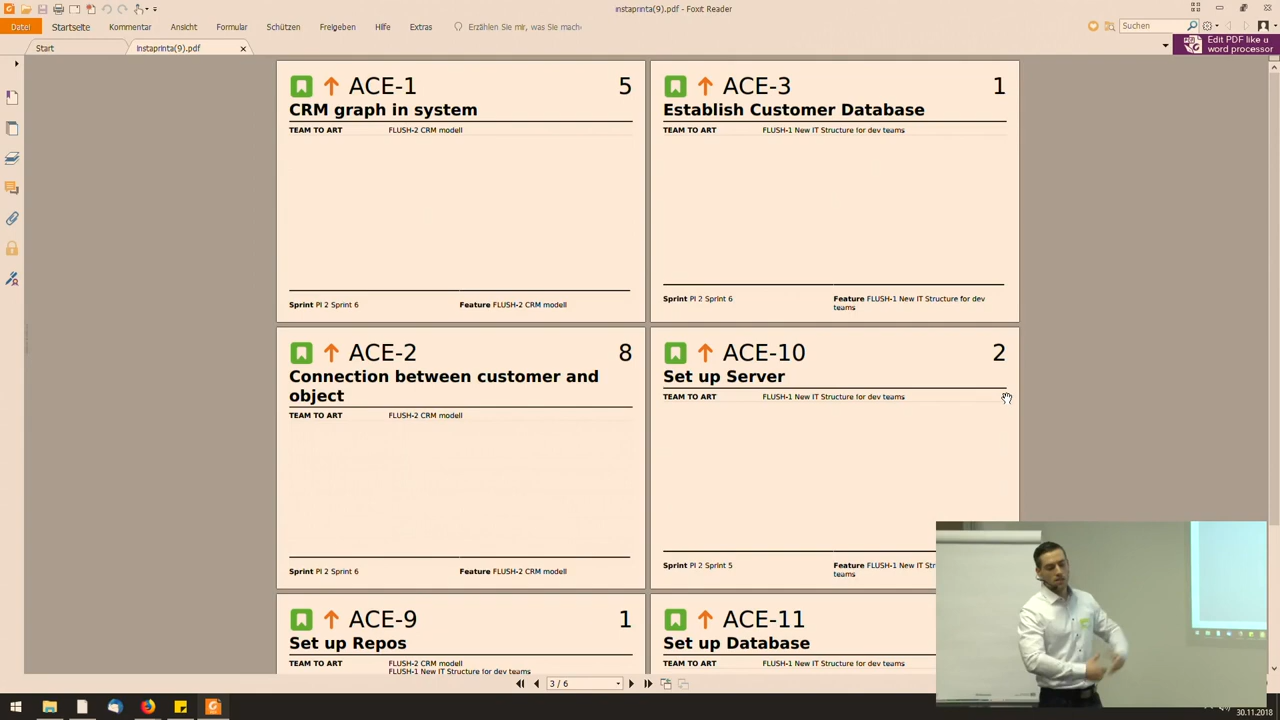 instaprinta(9).pdf - Foxit Reader
Datei
Startseite
Kommentar
Ansicht
Formular
Schützen
Freigeben
Hilfe
Extras
Erzählen Sie mir, was Sie mach
Suchen
Start
instaprinta(9).pdf
Edit PDF like a
word processor
ACE-1 5
CRM graph in system
TEAM TO ART FLUSH-2 CRM modell
Sprint PI 2 Sprint 6 Feature FLUSH-2 CRM modell
ACE-3 1
Establish Customer Database
TEAM TO ART FLUSH-1 New IT Structure for dev teams
Sprint PI 2 Sprint 6 Feature FLUSH-1 New IT Structure for dev
teams
ACE-2 8
Connection between customer and
object
TEAM TO ART FLUSH-2 CRM modell
Sprint PI 2 Sprint 6 Feature FLUSH-2 CRM modell
ACE-10 2
Set up Server
TEAM TO ART FLUSH-1 New IT Structure for dev teams
Sprint PI 2 Sprint 5 Feature FLUSH-1 New IT Str
teams
ACE-9 1
Set up Repos
TEAM TO ART FLUSH-2 CRM modell
FLUSH-1 New IT Structure for dev teams
ACE-11
Set up Database
TEAM TO ART FLUSH-1 New IT Structure for dev teams
3 / 6
30.11.2018